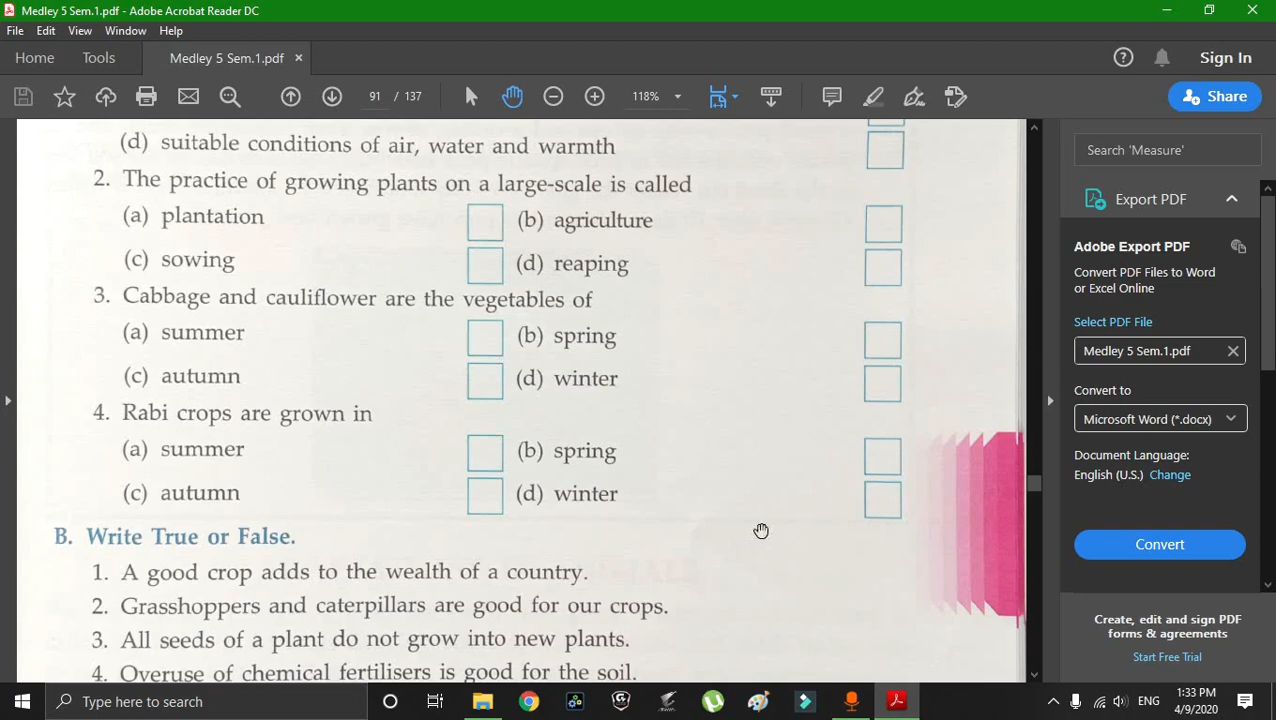 Medley 5 Sem.1.pdf - Adobe Acrobat Reader DC
File Edit View Window Help
Home Tools Medley 5 Sem.1.pdf × Sign In
91 / 137 118% Share
(d) suitable conditions of air, water and warmth
2. The practice of growing plants on a large-scale is called
(a) plantation (b) agriculture
(c) sowing (d) reaping
3. Cabbage and cauliflower are the vegetables of
(a) summer (b) spring
(c) autumn (d) winter
4. Rabi crops are grown in
(a) summer (b) spring
(c) autumn (d) winter
B. Write True or False.
1. A good crop adds to the wealth of a country.
2. Grasshoppers and caterpillars are good for our crops.
3. All seeds of a plant do not grow into new plants.
4. Overuse of chemical fertilisers is good for the soil.
Search 'Measure'
Export PDF
Adobe Export PDF
Convert PDF Files to Word
or Excel Online
Select PDF File
Medley 5 Sem.1.pdf
Convert to
Microsoft Word (*.docx)
Document Language:
English (U.S.) Change
Convert
Create, edit and sign PDF
forms & agreements
Start Free Trial
Type here to search
ENG
1:33 PM
4/9/2020